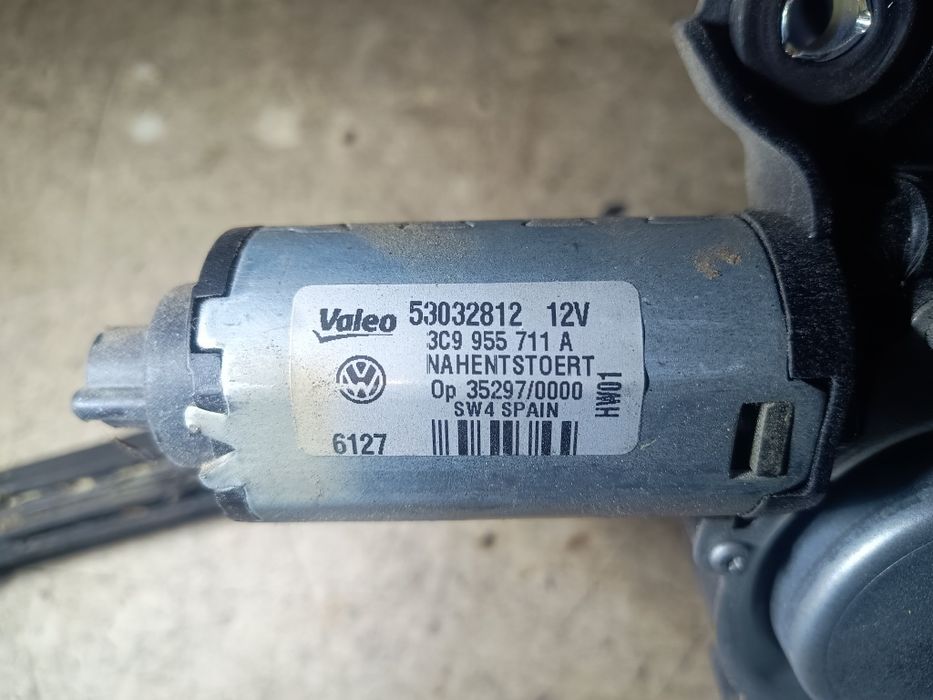 Valeo 53032812 12V
3C9 955 711 A
NAHENTSTOERT
Op 35297/0000
SW4 SPAIN
HW01
6127